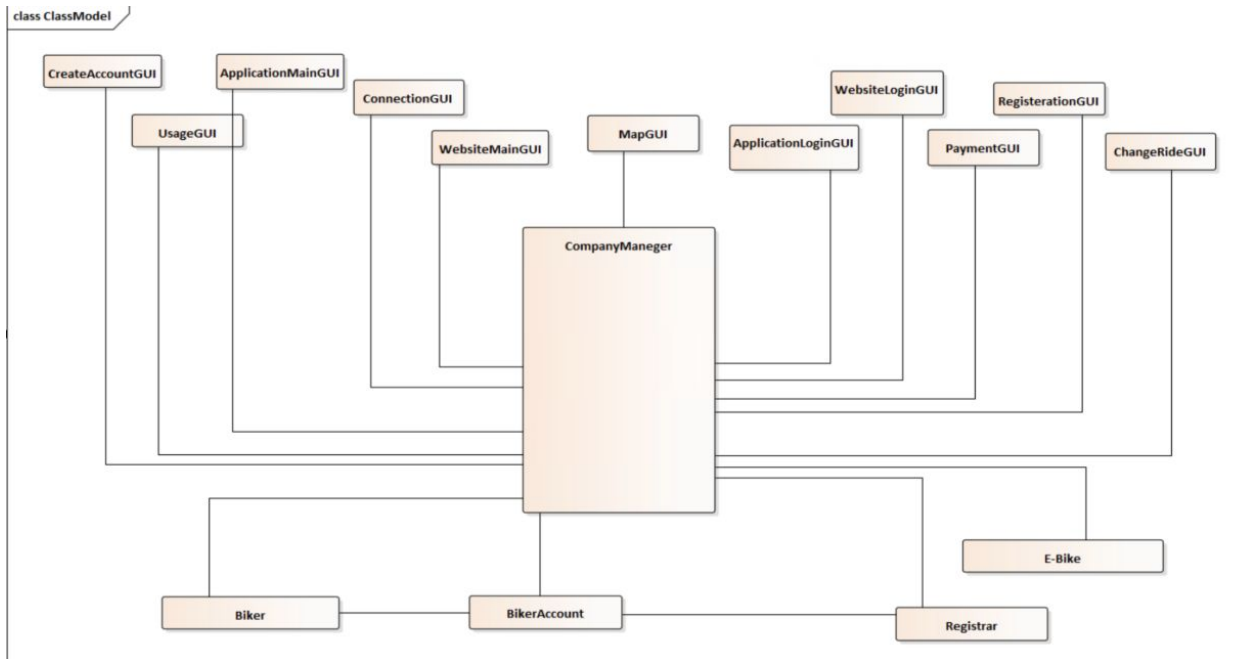 class ClassModel
CreateAccountGUI
ApplicationMainGUI
UsageGUI
ConnectionGUI
WebsiteMainGUI
MapGUI
ApplicationLoginGUI
WebsiteLoginGUI
PaymentGUI
RegisterationGUI
ChangeRideGUI
CompanyManeger
E-Bike
Biker
BikerAccount
Registrar